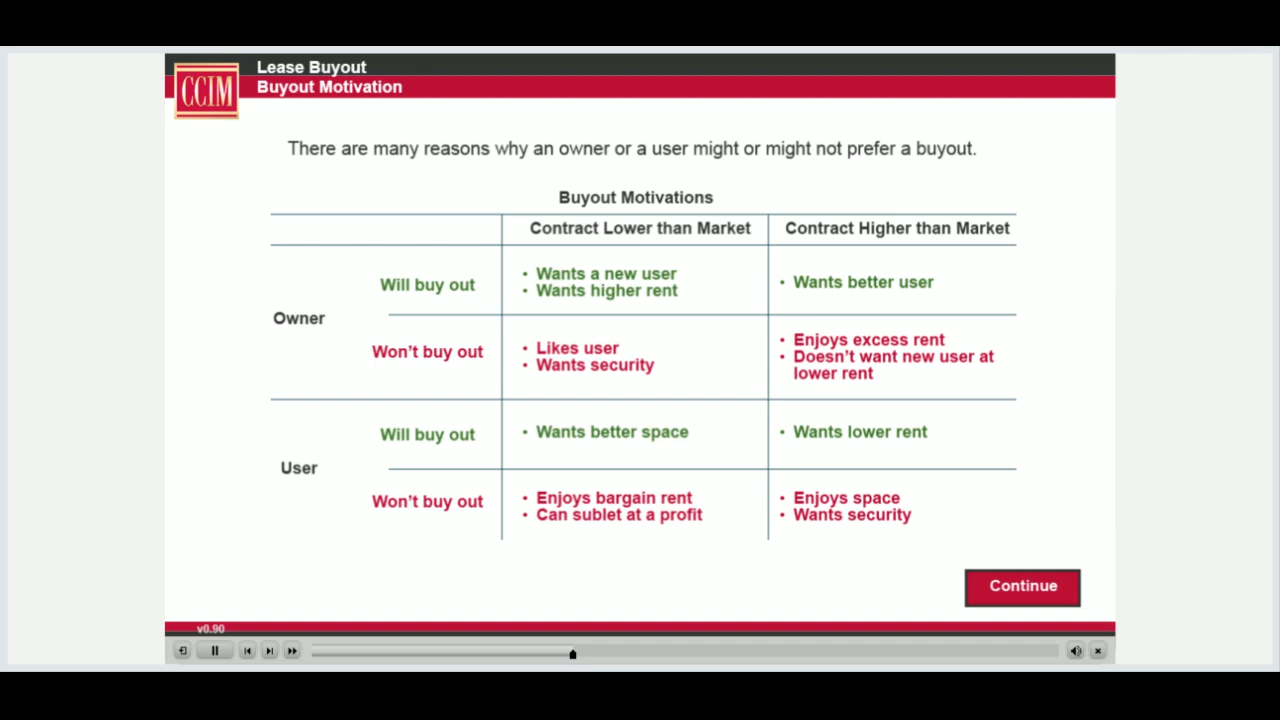 Lease Buyout
CCIM
Buyout Motivation
There are many reasons why an owner or a user might or might not prefer a buyout.
Buyout Motivations
Contract Lower than Market
Contract Higher than Market
Owner
Will buy out
• Wants a new user
• Wants higher rent
• Wants better user
Won't buy out
• Likes user
• Wants security
• Enjoys excess rent
• Doesn't want new user at
lower rent
User
Will buy out
• Wants better space
• Wants lower rent
Won't buy out
• Enjoys bargain rent
• Can sublet at a profit
• Enjoys space
• Wants security
Continue
v0.90